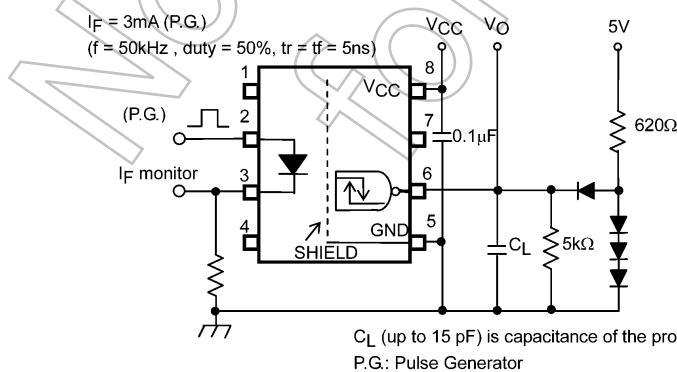 IF = 3mA (P.G.)
(f = 50kHz , duty = 50%, tr = tf = 5ns)
VCC
VO
5V
1
8
VCC
(P.G.)
2
7
0.1μF
620Ω
IF monitor
3
6
4
5
GND
SHIELD
CL
5kΩ
CL (up to 15 pF) is capacitance of the pro
P.G.: Pulse Generator